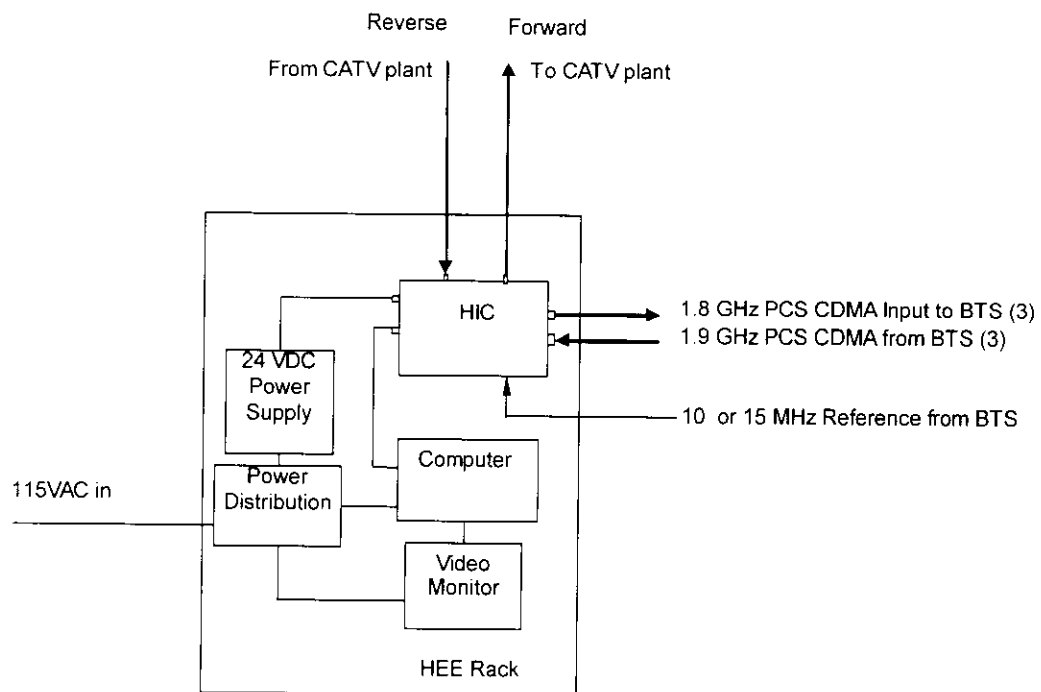 Reverse Forward
From CATV plant To CATV plant
HIC
1.8 GHz PCS CDMA Input to BTS (3)
1.9 GHz PCS CDMA from BTS (3)
24 VDC
Power
Supply
10 or 15 MHz Reference from BTS
Computer
115VAC in
Power
Distribution
Video
Monitor
HEE Rack